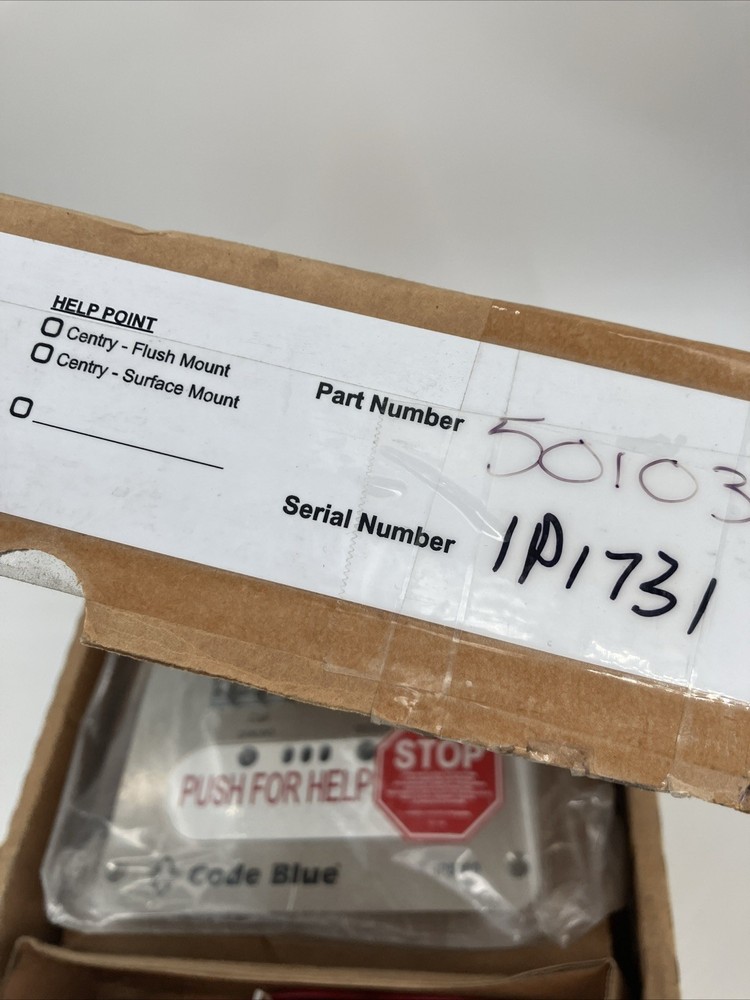 HELP POINT
Centry - Flush Mount
Centry - Surface Mount
Part Number 50103
Serial Number 1P1731
STOP
PUSH FOR HELP
Code Blue